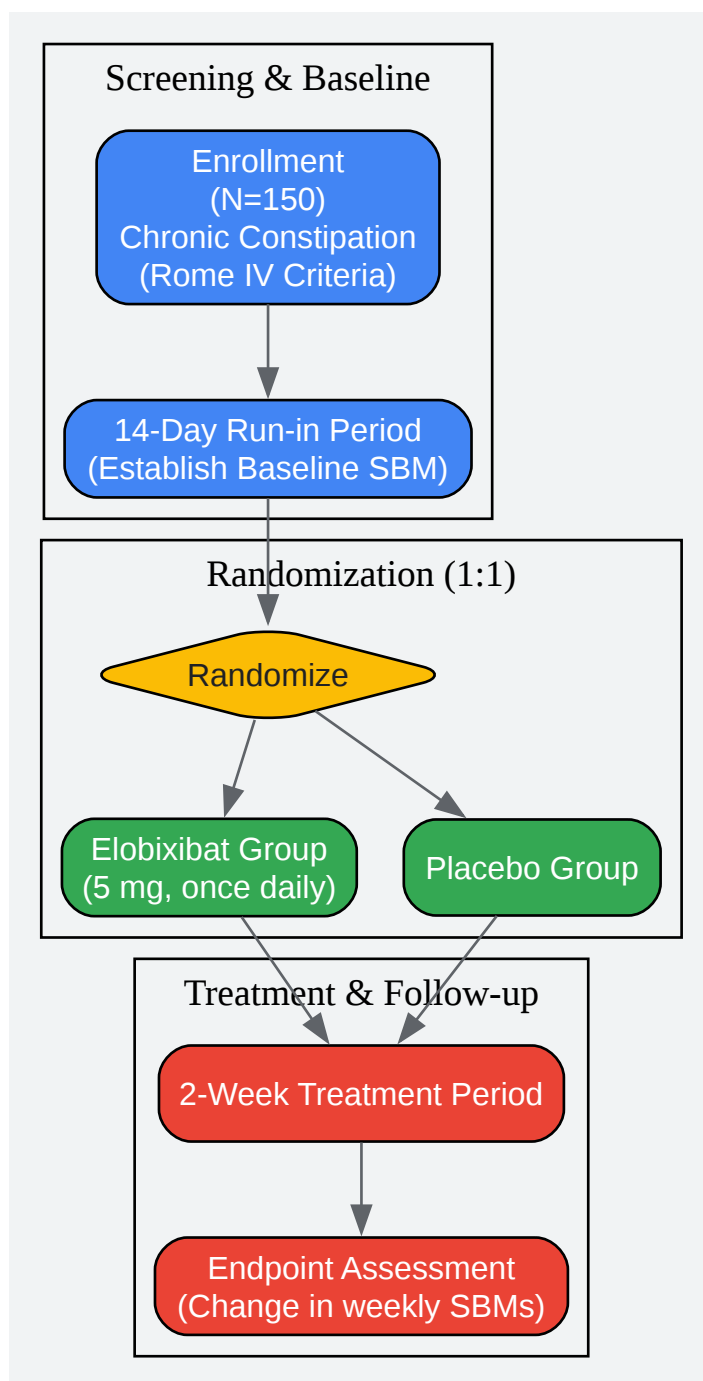 Screening & Baseline
Enrollment
(N=150)
Chronic Constipation
(Rome IV Criteria)
14-Day Run-in Period
(Establish Baseline SBM)
Randomization (1:1)
Randomize
Elobixibat Group
(5 mg, once daily)
Placebo Group
Treatment & Follow-up
2-Week Treatment Period
Endpoint Assessment
(Change in weekly SBMs)